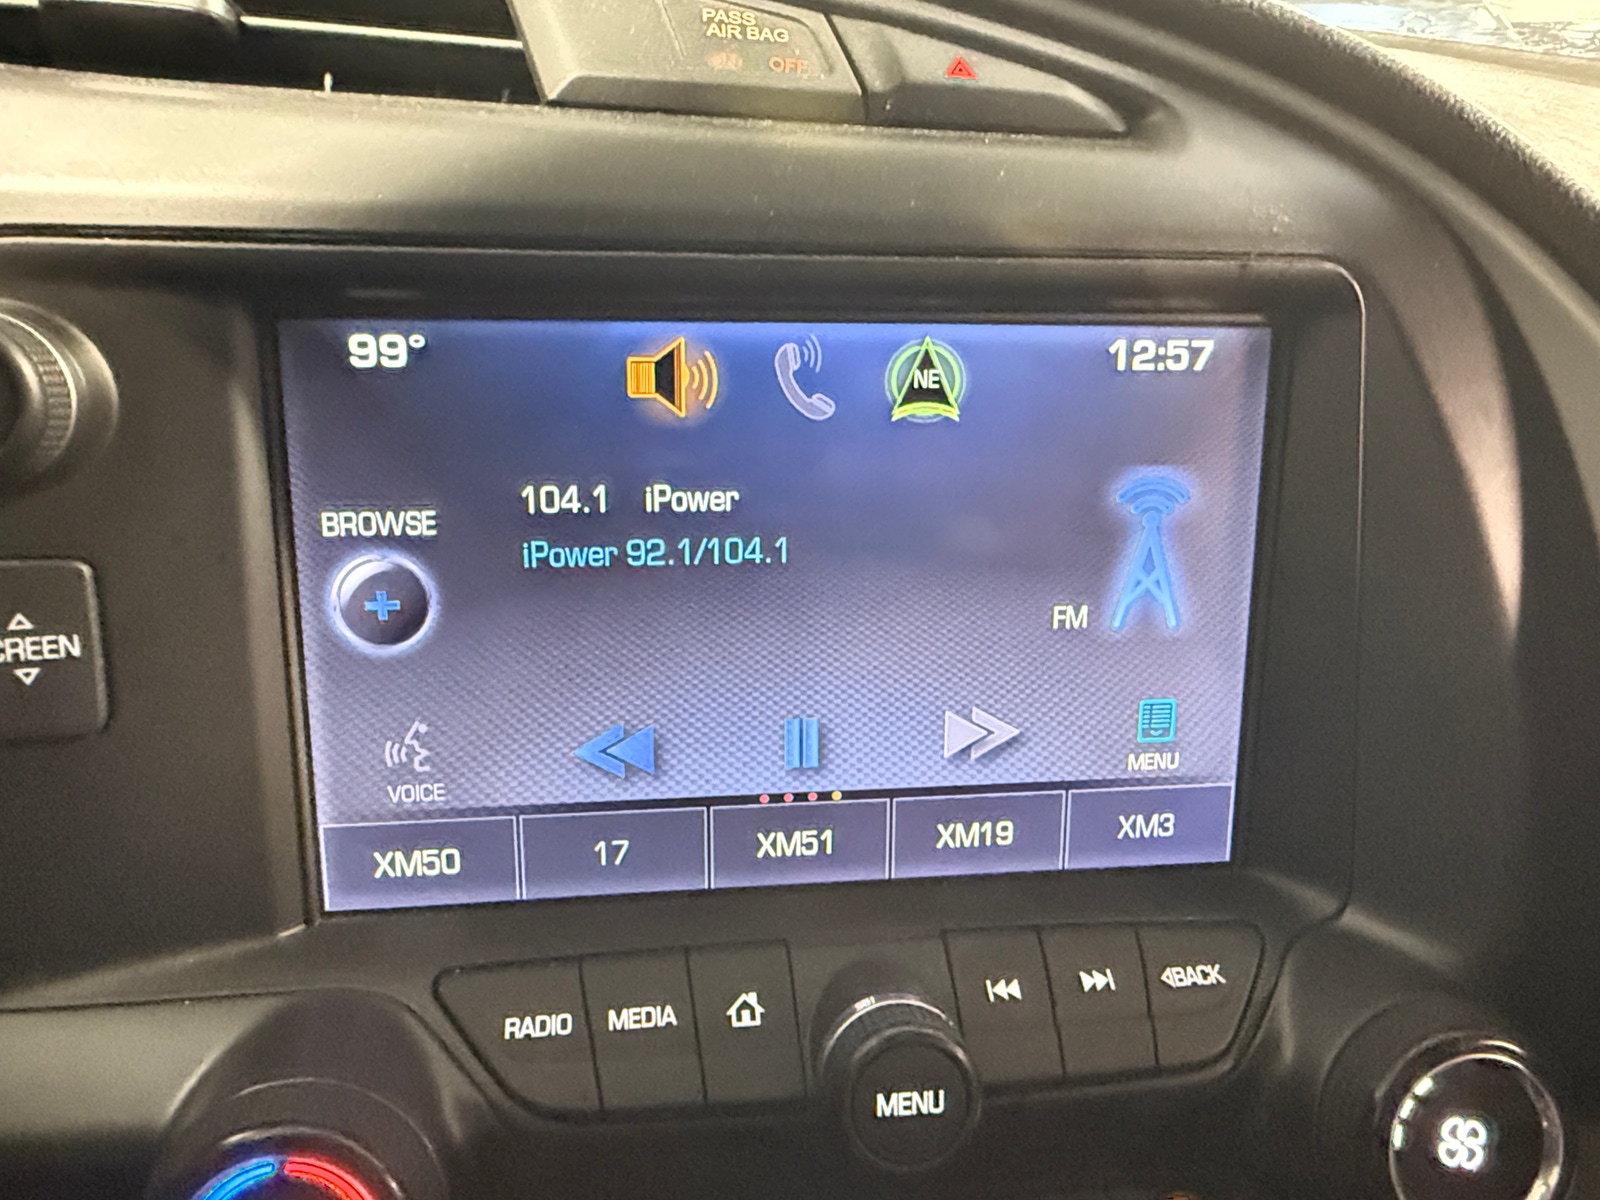 PASS
AIR BAG
OFF
99°
NE
12:57
104.1 iPower
iPower 92.1/104.1
BROWSE
FM
VOICE
MENU
XM50
17
XM51
XM19
XM3
RADIO
MEDIA
BACK
MENU